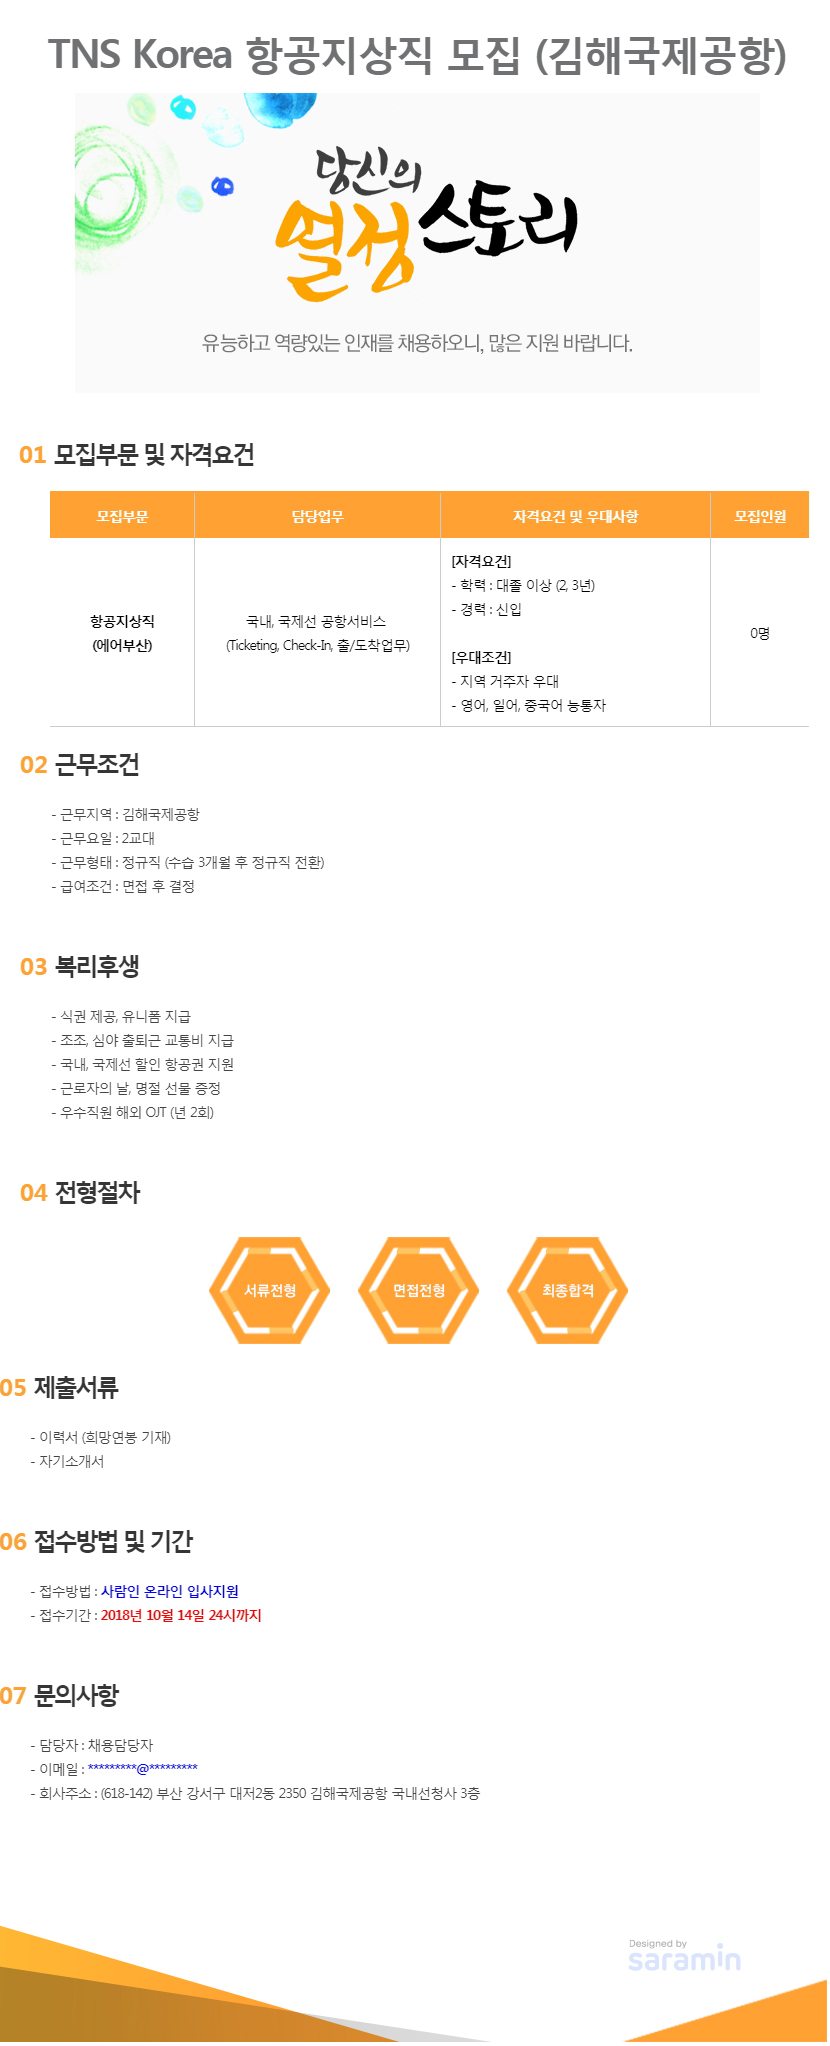 TNS Korea 항공지상직 모집 (김해국제공항)
당신의
열정 스토리
유능하고 역량있는 인재를 채용하오니, 많은 지원 바랍니다.
01 모집부문 및 자격요건
모집부문 담당업무 자격요건 및 우대사항 모집인원
항공지상직
(에어부산)
국내, 국제선 공항서비스
(Ticketing, Check-In, 출/도착업무)
[자격요건]
- 학력 : 대졸 이상 (2, 3년)
- 경력 : 신입
[우대조건]
- 지역 거주자 우대
- 영어, 일어, 중국어 능통자
0명
02 근무조건
- 근무지역 : 김해국제공항
- 근무요일 : 2교대
- 근무형태 : 정규직 (수습 3개월 후 정규직 전환)
- 급여조건 : 면접 후 결정
03 복리후생
- 식권 제공, 유니폼 지급
- 조조, 심야 출퇴근 교통비 지급
- 국내, 국제선 할인 항공권 지원
- 근로자의 날, 명절 선물 증정
- 우수직원 해외 OJT (년 2회)
04 전형절차
서류전형 면접전형 최종합격
05 제출서류
- 이력서 (희망연봉 기재)
- 자기소개서
06 접수방법 및 기간
- 접수방법 : 사람인 온라인 입사지원
- 접수기간 : 2018년 10월 14일 24시까지
07 문의사항
- 담당자 : 채용담당자
- 이메일 : *********@*********
- 회사주소 : (618-142) 부산 강서구 대저2동 2350 김해국제공항 국내선청사 3층
Designed by
saramin